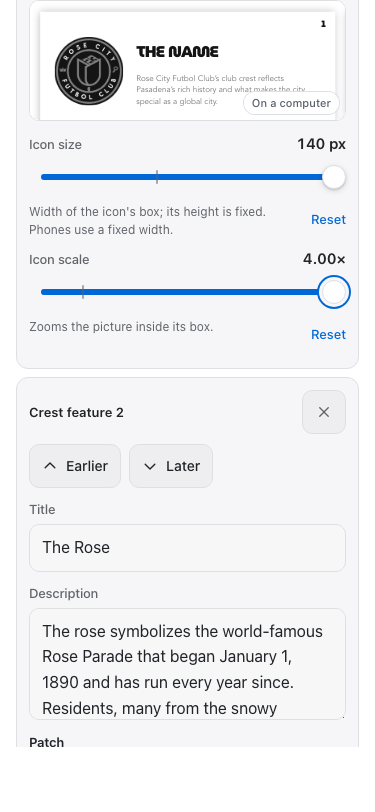 1
ROSE CITY
FUTBOL CLUB
THE NAME
Rose City Futbol Club's club crest reflects
Pasadena's rich history and what makes the city
special as a global city.
On a computer
Icon size
140 px
Width of the icon's box; its height is fixed.
Phones use a fixed width.
Reset
Icon scale
4.00×
Zooms the picture inside its box.
Reset
Crest feature 2
Earlier
Later
Title
The Rose
Description
The rose symbolizes the world-famous
Rose Parade that began January 1,
1890 and has run every year since.
Residents, many from the snowy
Patch